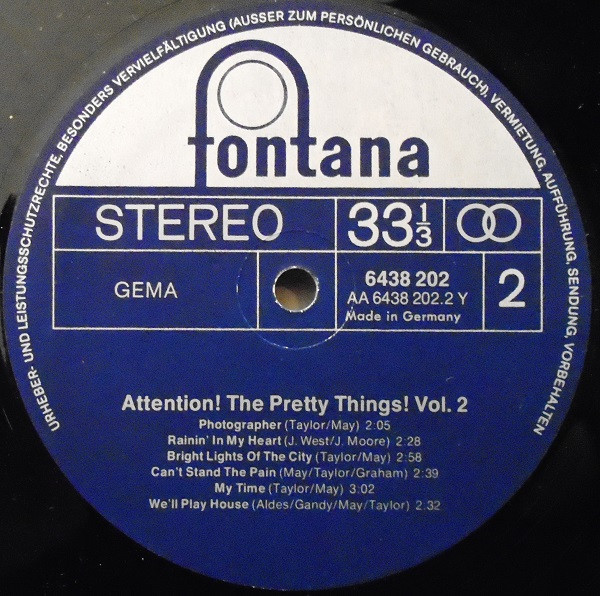 URHEBER- UND LEISTUNGSSCHUTZRECHTE, BESONDERS VERVIELFÄLTIGUNG (AUSSER ZUM PERSÖNLICHEN GEBRAUCH), VERMIETUNG, AUFFÜHRUNG, SENDUNG, VORBEHALTEN
fontana
STEREO 33 1/3
GEMA
6438 202
AA 6438 202.2 Y
Made in Germany
2
Attention! The Pretty Things! Vol. 2
Photographer (Taylor/May) 2:05
Rainin' In My Heart (J. West/J. Moore) 2:28
Bright Lights Of The City (Taylor/May) 2:58
Can't Stand The Pain (May/Taylor/Graham) 2:39
My Time (Taylor/May) 3:02
We'll Play House (Aldes/Gandy/May/Taylor) 2:32